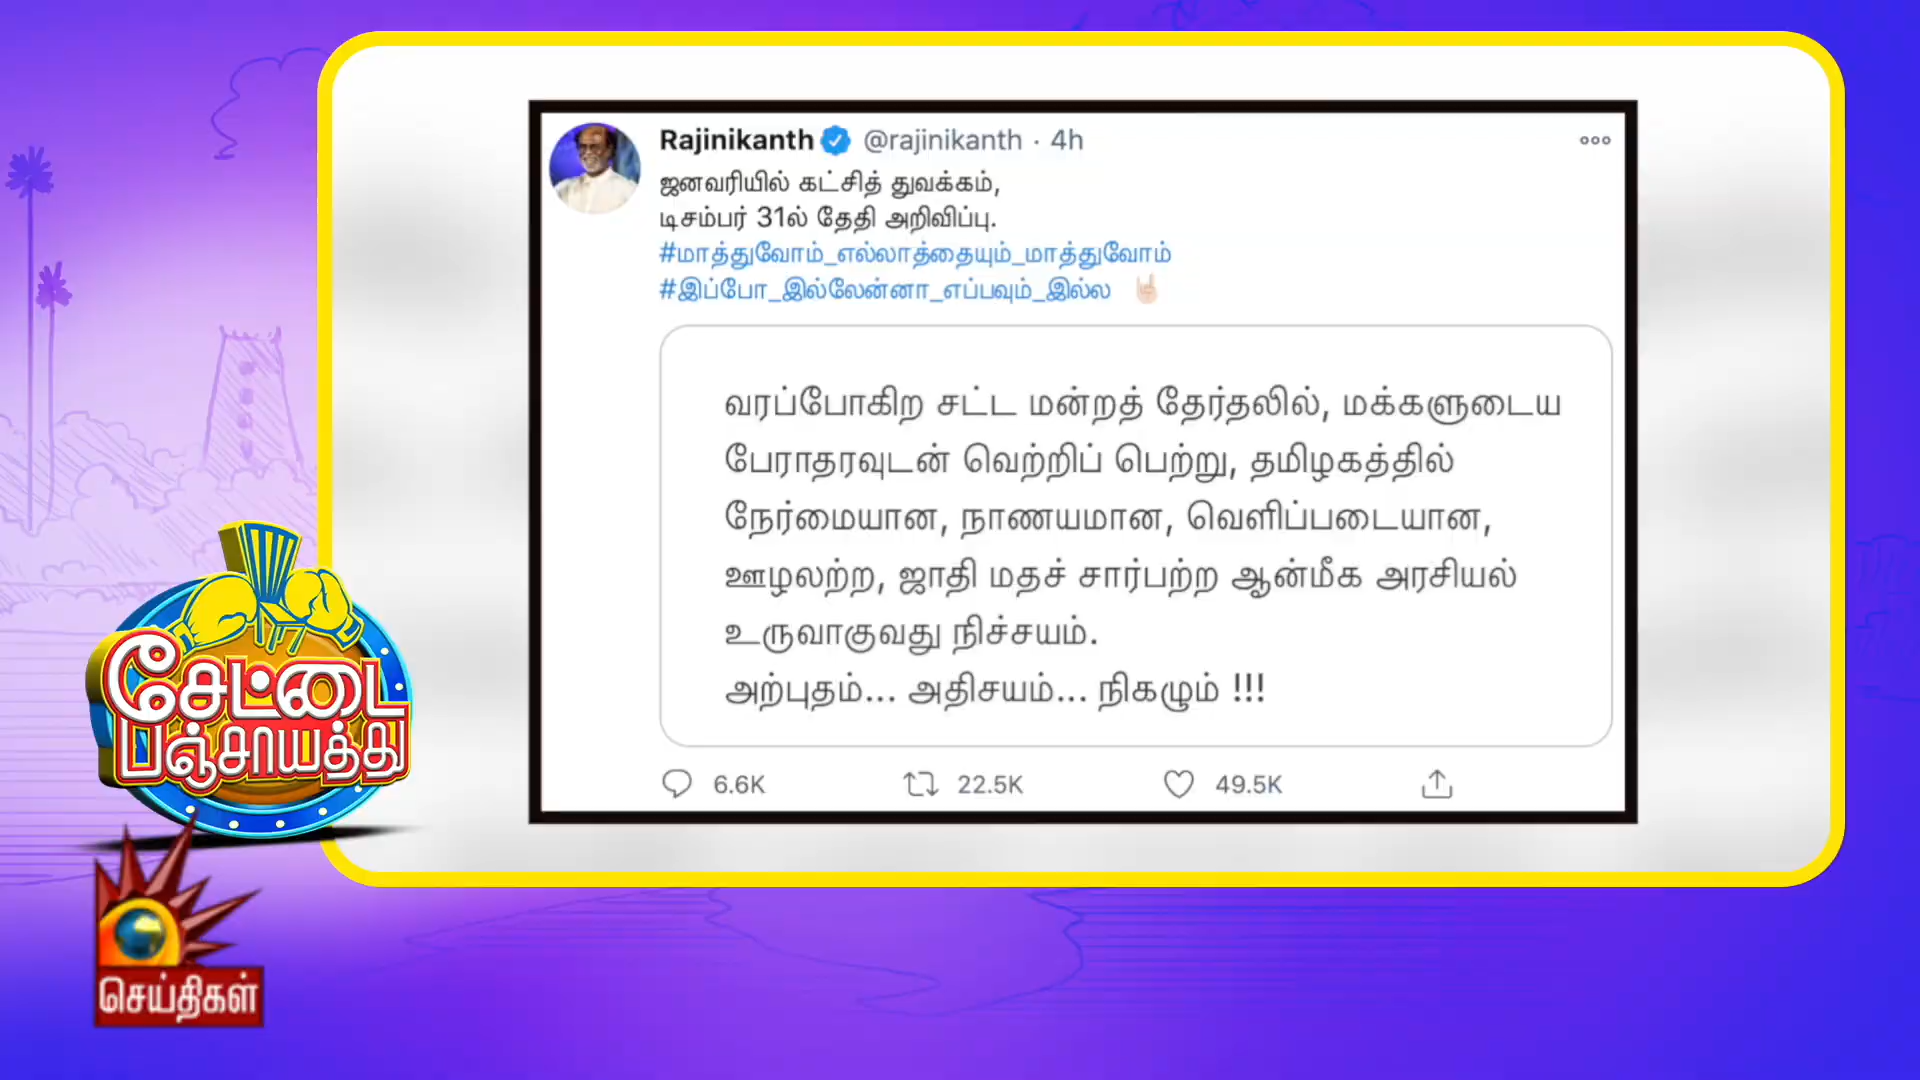 Rajinikanth @rajinikanth · 4h
ஜனவரியில் கட்சித் துவக்கம்,
டிசம்பர் 31ல் தேதி அறிவிப்பு.
#மாத்துவோம்_எல்லாத்தையும்_மாத்துவோம்
#இப்போ_இல்லேன்னா_எப்பவும்_இல்ல 🤘🏻
வரப்போகிற சட்ட மன்றத் தேர்தலில், மக்களுடைய
பேராதரவுடன் வெற்றிப் பெற்று, தமிழகத்தில்
நேர்மையான, நாணயமான, வெளிப்படையான,
ஊழலற்ற, ஜாதி மதச் சார்பற்ற ஆன்மீக அரசியல்
உருவாகுவது நிச்சயம்.
அற்புதம்... அதிசயம்... நிகழும் !!!
6.6K 22.5K 49.5K
சேட்டை
பஞ்சாயத்து
செய்திகள்